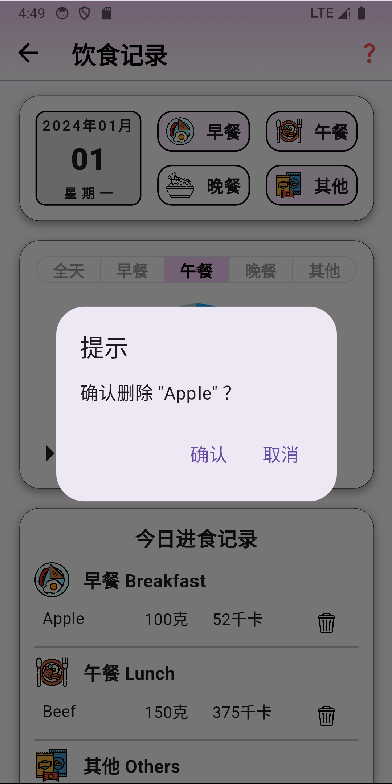 4:49 LTE
饮食记录 ?
2024年01月
01
星期一
早餐 午餐
晚餐 其他
全天 早餐 午餐 晚餐 其他
提示
确认删除 "Apple" ?
确认 取消
今日进食记录
早餐 Breakfast
Apple 100克 52千卡
午餐 Lunch
Beef 150克 375千卡
其他 Others